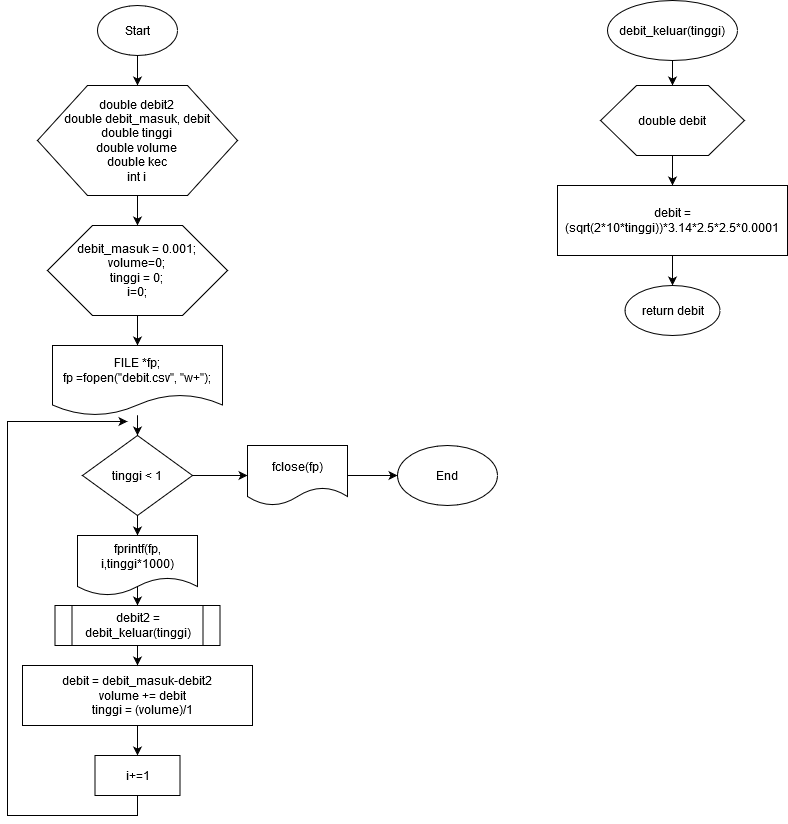 Start
double debit2
double debit_masuk, debit
double tinggi
double volume
double kec
int i
debit_masuk = 0.001;
volume=0;
tinggi = 0;
i=0;
FILE *fp;
fp =fopen("debit.csv", "w+");
tinggi < 1
fclose(fp)
End
fprintf(fp,
i,tinggi*1000)
debit2 =
debit_keluar(tinggi)
debit = debit_masuk-debit2
volume += debit
tinggi = (volume)/1
i+=1
debit_keluar(tinggi)
double debit
debit =
(sqrt(2*10*tinggi))*3.14*2.5*2.5*0.0001
return debit